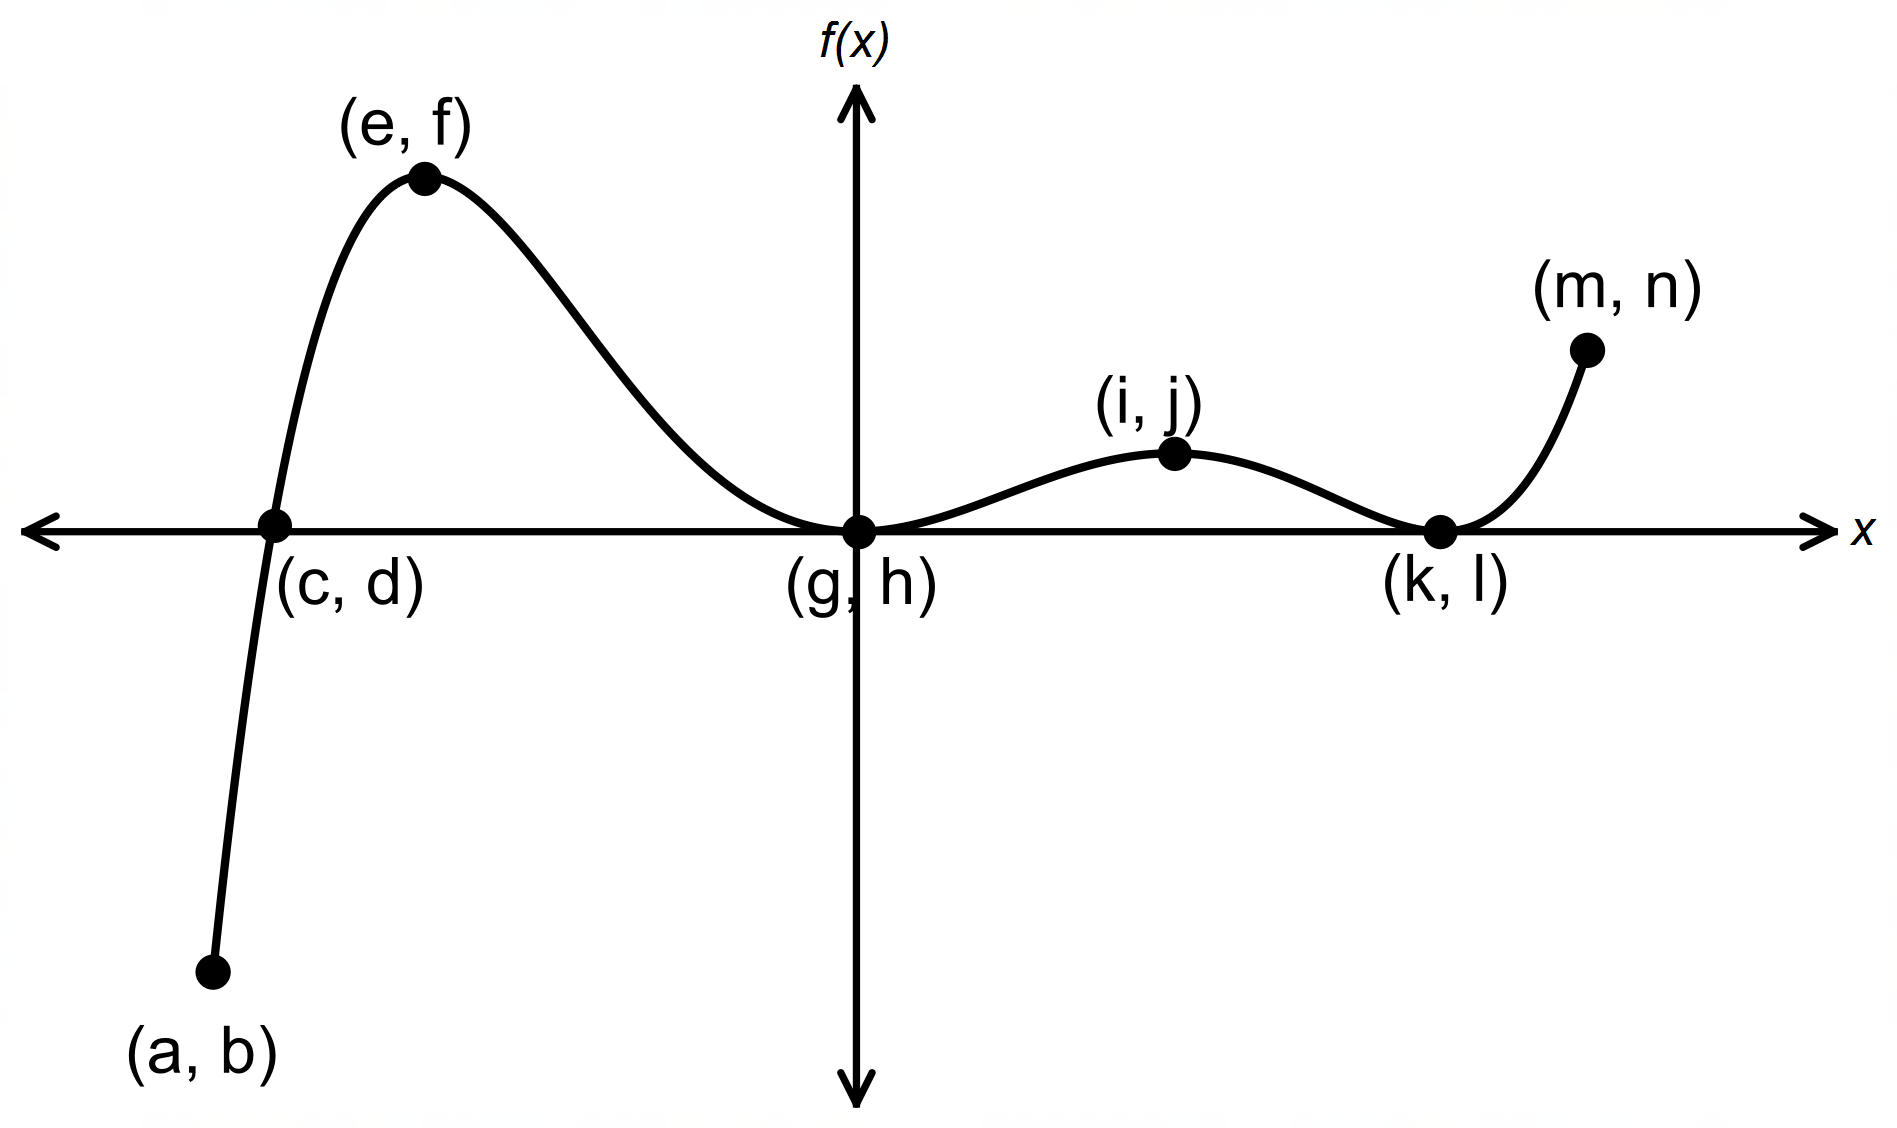 f(x)
(e, f)
(m, n)
(i, j)
x
(c, d)
(g, h)
(k, l)
(a, b)